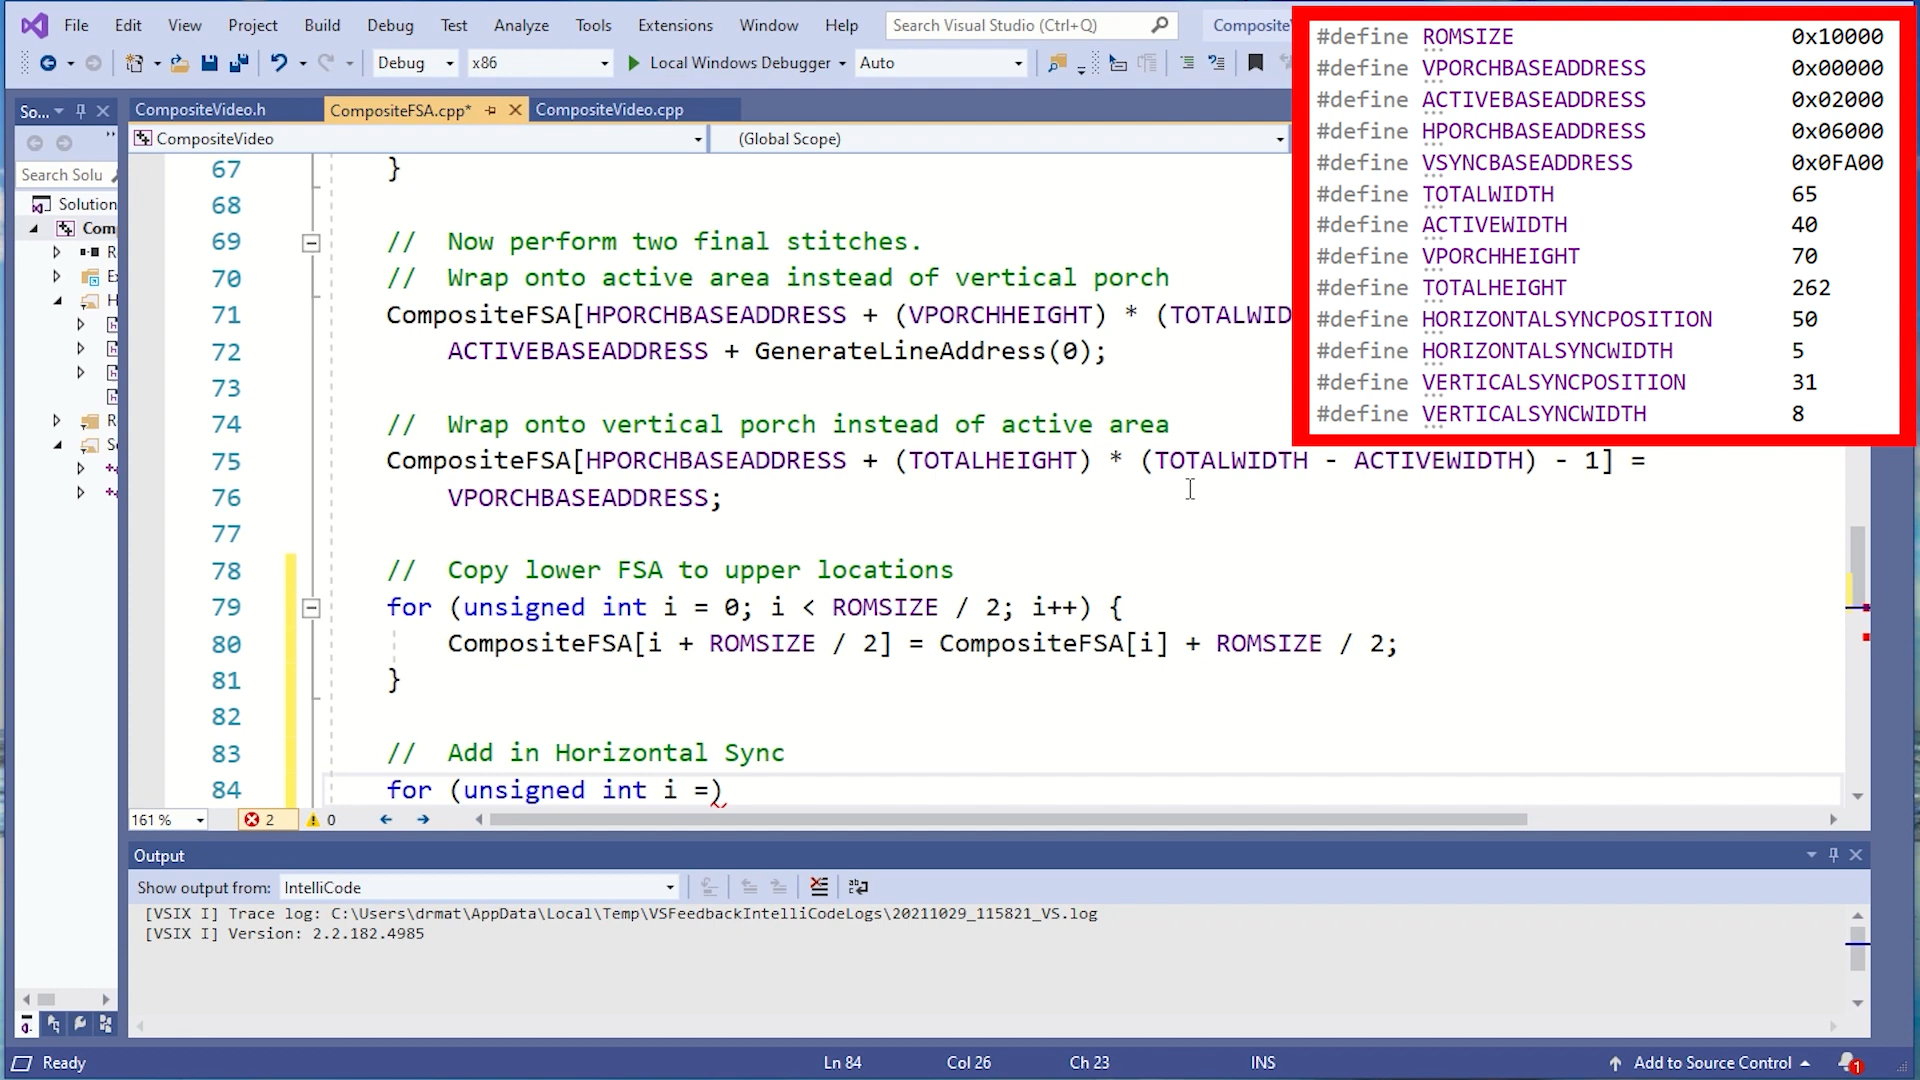 File Edit View Project Build Debug Test Analyze Tools Extensions Window Help Search Visual Studio (Ctrl+Q) Composite
Debug x86 Local Windows Debugger Auto
#define ROMSIZE 0x10000
#define VPORCHBASEADDRESS 0x00000
#define ACTIVEBASEADDRESS 0x02000
#define HPORCHBASEADDRESS 0x06000
#define VSYNCBASEADDRESS 0x0FA00
#define TOTALWIDTH 65
#define ACTIVEWIDTH 40
#define VPORCHHEIGHT 70
#define TOTALHEIGHT 262
#define HORIZONTALSYNCPOSITION 50
#define HORIZONTALSYNCWIDTH 5
#define VERTICALSYNCPOSITION 31
#define VERTICALSYNCWIDTH 8
So...
CompositeVideo.h CompositeFSA.cpp* CompositeVideo.cpp
CompositeVideo (Global Scope)
Search Solu
Solution
Com
67 }
68
69 // Now perform two final stitches.
70 // Wrap onto active area instead of vertical porch
71 CompositeFSA[HPORCHBASEADDRESS + (VPORCHHEIGHT) * (TOTALWID
72 ACTIVEBASEADDRESS + GenerateLineAddress(0);
73
74 // Wrap onto vertical porch instead of active area
75 CompositeFSA[HPORCHBASEADDRESS + (TOTALHEIGHT) * (TOTALWIDTH - ACTIVEWIDTH) - 1] =
76 VPORCHBASEADDRESS;
77
78 // Copy lower FSA to upper locations
79 for (unsigned int i = 0; i < ROMSIZE / 2; i++) {
80 CompositeFSA[i + ROMSIZE / 2] = CompositeFSA[i] + ROMSIZE / 2;
81 }
82
83 // Add in Horizontal Sync
84 for (unsigned int i =)
161 % 2 0
Output
Show output from: IntelliCode
[VSIX I] Trace log: C:\Users\drmat\AppData\Local\Temp\VSFeedbackIntelliCodeLogs\20211029_115821_VS.log
[VSIX I] Version: 2.2.182.4985
Ready Ln 84 Col 26 Ch 23 INS Add to Source Control 1